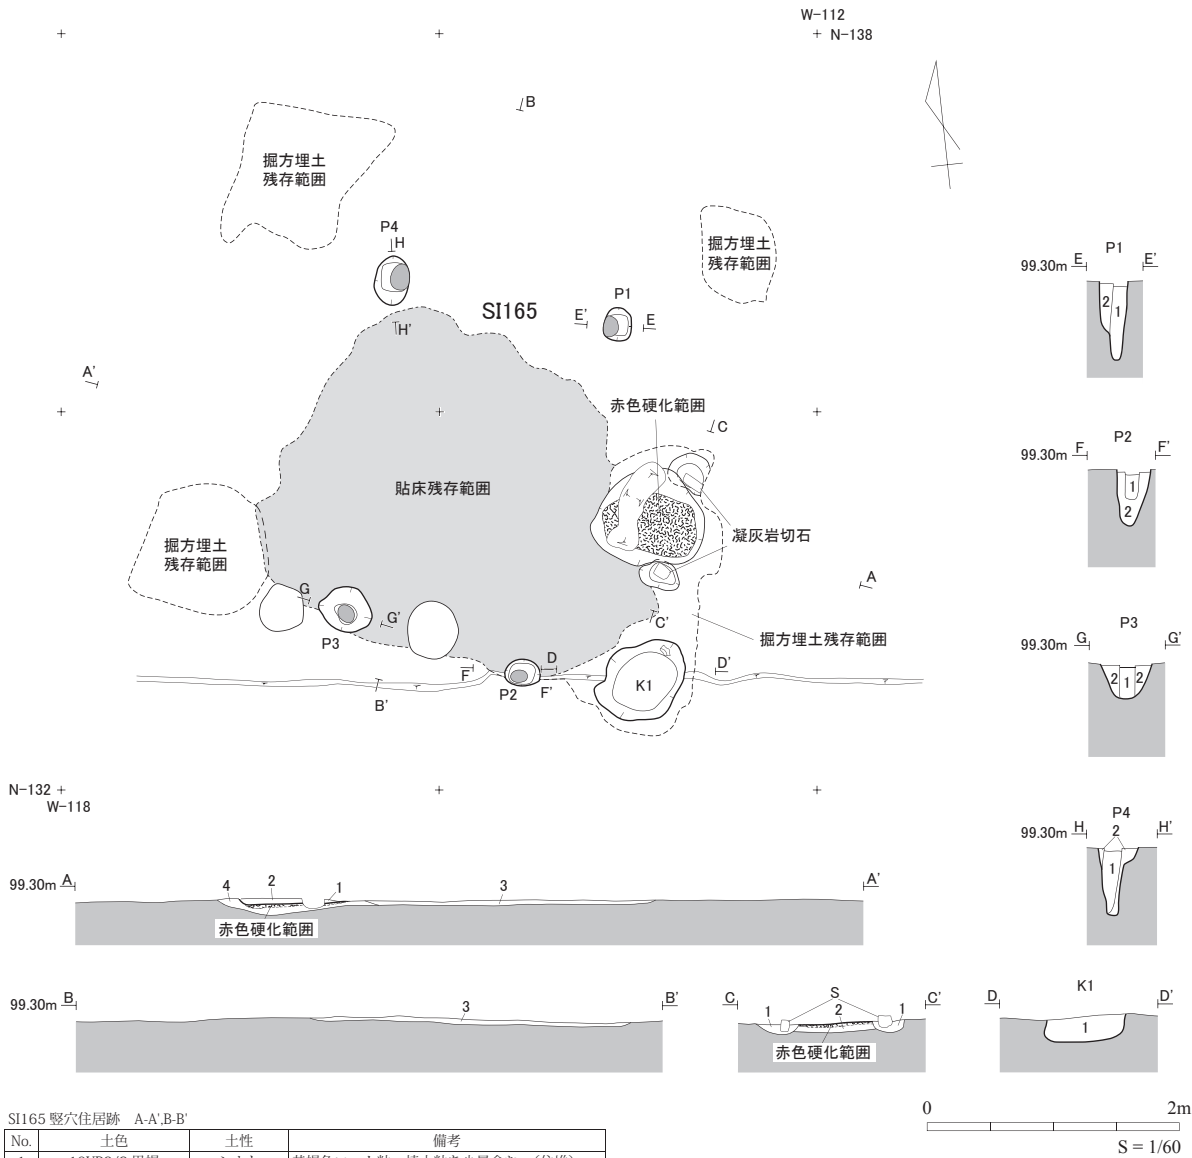 W-112
N-138
B
掘方埋土
残存範囲
P4
H
掘方埋土
残存範囲
P1
SI165
E'
E
H'
A'
赤色硬化範囲
C
貼床残存範囲
凝灰岩切石
掘方埋土
残存範囲
A
G
G'
C'
P3
掘方埋土残存範囲
F
D
D'
K1
P2
F'
B'
N-132
W-118
P1
99.30m E E'
2
1
P2
99.30m F F'
1
2
P3
99.30m G G'
2 1 2
P4
99.30m H H'
2
1
99.30m A A'
4 2 1 3
赤色硬化範囲
99.30m B B'
3
C C'
S
1 2 1
赤色硬化範囲
K1
D D'
1
SI165 竪穴住居跡 A-A',B-B'
No. 土色 土性 備考
0 2m
S = 1/60